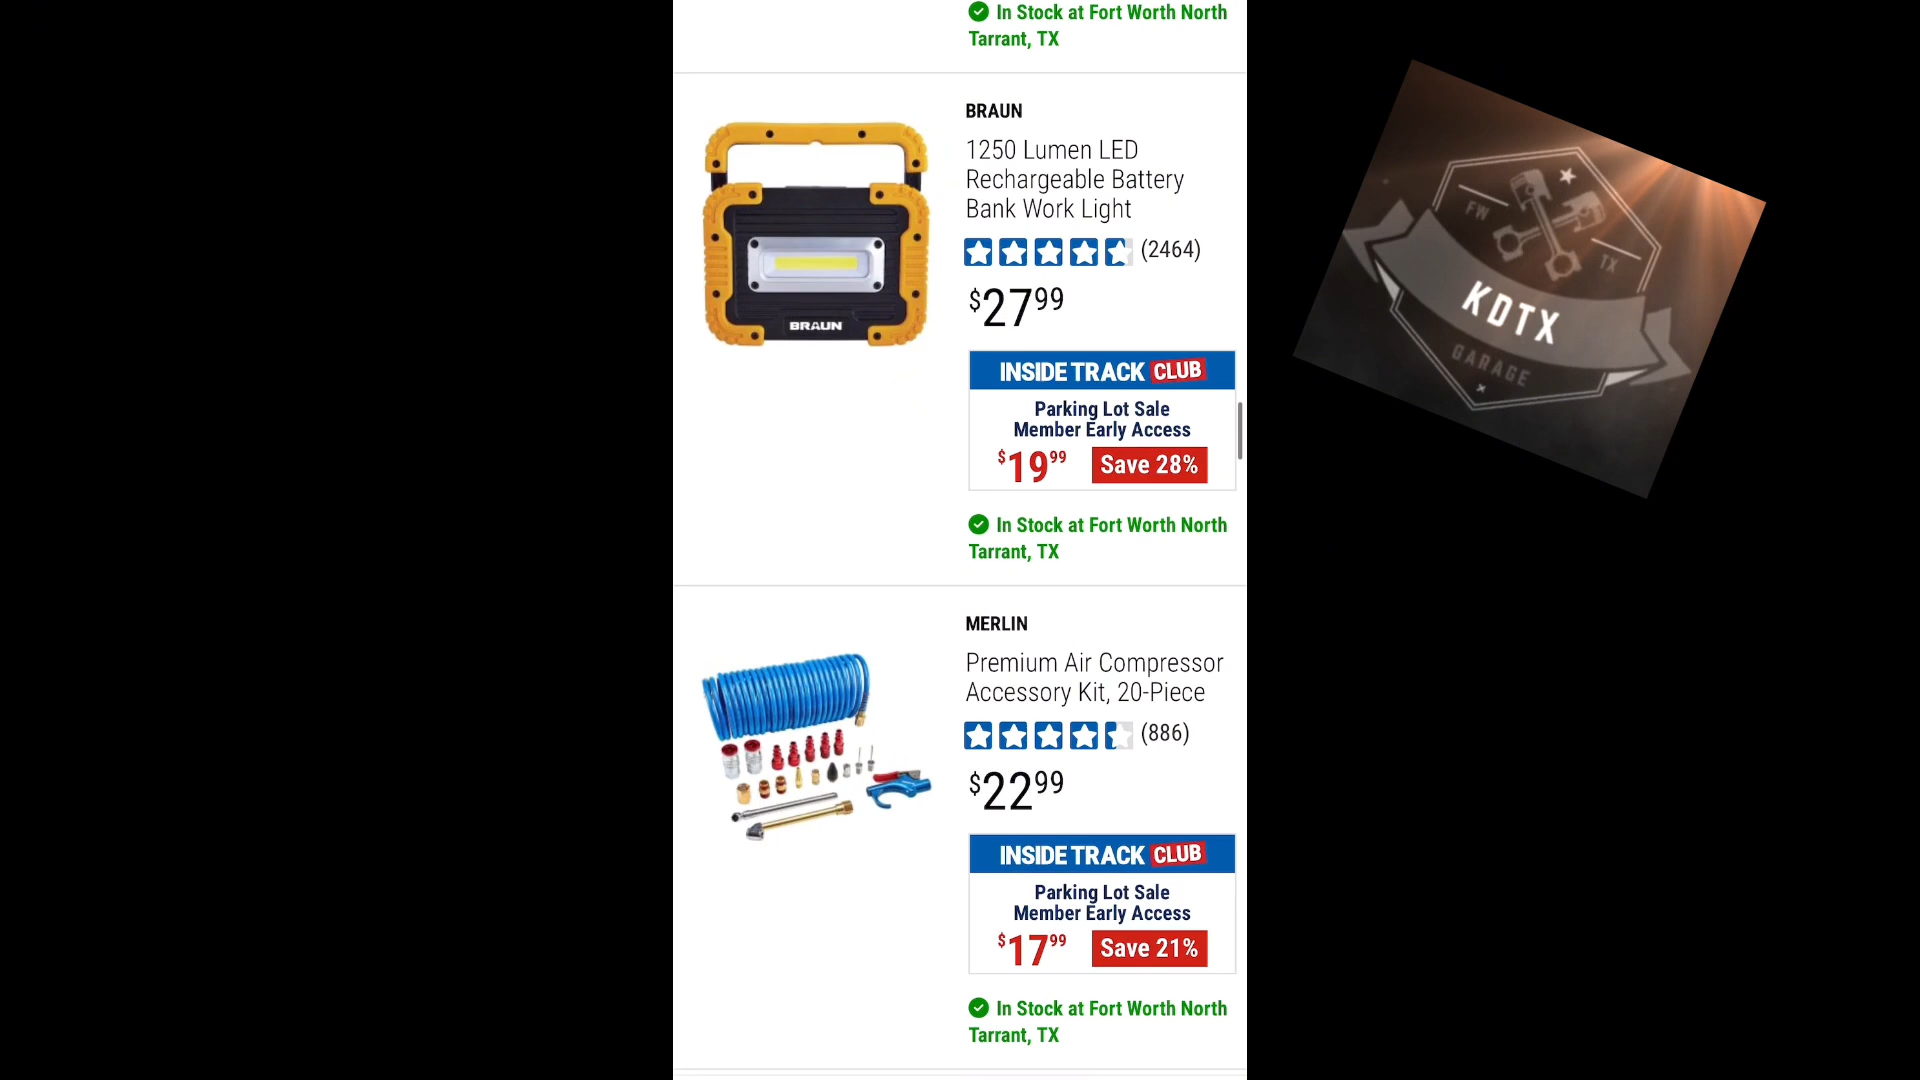 In Stock at Fort Worth North
Tarrant, TX
BRAUN
1250 Lumen LED
Rechargeable Battery
Bank Work Light
(2464)
$27.99
INSIDE TRACK CLUB
Parking Lot Sale
Member Early Access
$19.99 Save 28%
In Stock at Fort Worth North
Tarrant, TX
BRAUN
MERLIN
Premium Air Compressor
Accessory Kit, 20-Piece
(886)
$22.99
INSIDE TRACK CLUB
Parking Lot Sale
Member Early Access
$17.99 Save 21%
In Stock at Fort Worth North
Tarrant, TX
FW
TX
KDTX
GARAGE